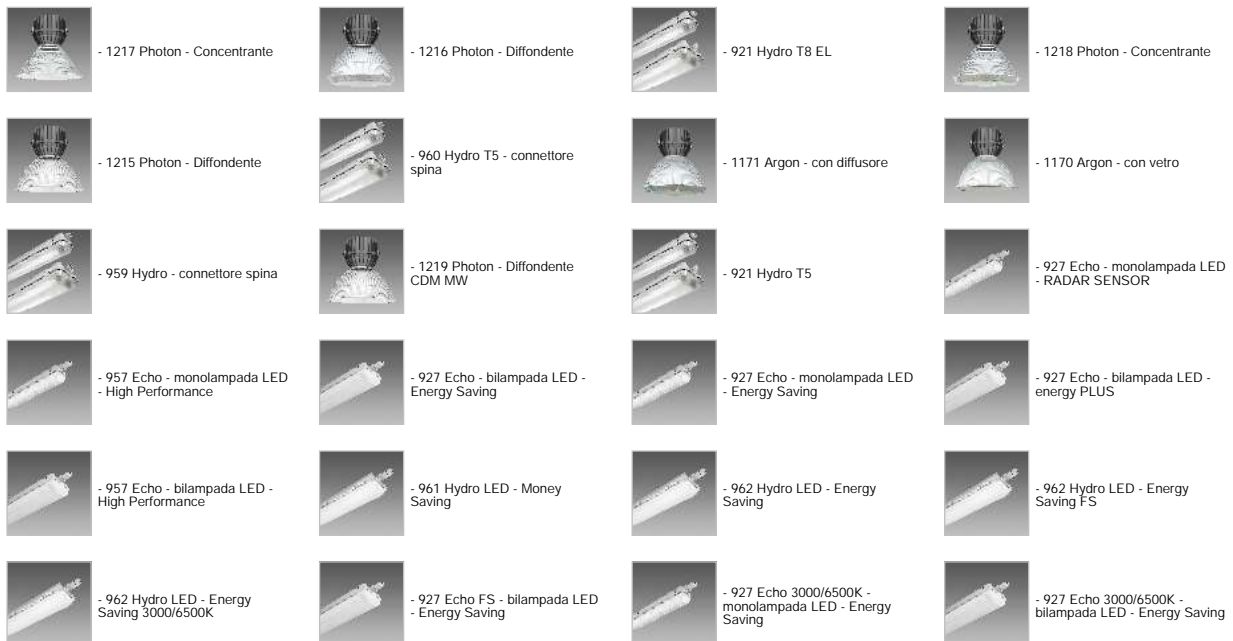 - 1217 Photon - Concentrante
- 1216 Photon - Diffondente
- 921 Hydro T8 EL
- 1218 Photon - Concentrante
- 1215 Photon - Diffondente
- 960 Hydro T5 - connettore
spina
- 1171 Argon - con diffusore
- 1170 Argon - con vetro
- 959 Hydro - connettore spina
- 1219 Photon - Diffondente
CDM MW
- 921 Hydro T5
- 927 Echo - monolampada LED
- RADAR SENSOR
- 957 Echo - monolampada LED
- High Performance
- 927 Echo - bilampada LED -
Energy Saving
- 927 Echo - monolampada LED
- Energy Saving
- 927 Echo - bilampada LED -
energy PLUS
- 957 Echo - bilampada LED -
High Performance
- 961 Hydro LED - Money
Saving
- 962 Hydro LED - Energy
Saving
- 962 Hydro LED - Energy
Saving FS
- 962 Hydro LED - Energy
Saving 3000/6500K
- 927 Echo FS - bilampada LED
- Energy Saving
- 927 Echo 3000/6500K -
monolampada LED - Energy
Saving
- 927 Echo 3000/6500K -
bilampada LED - Energy Saving